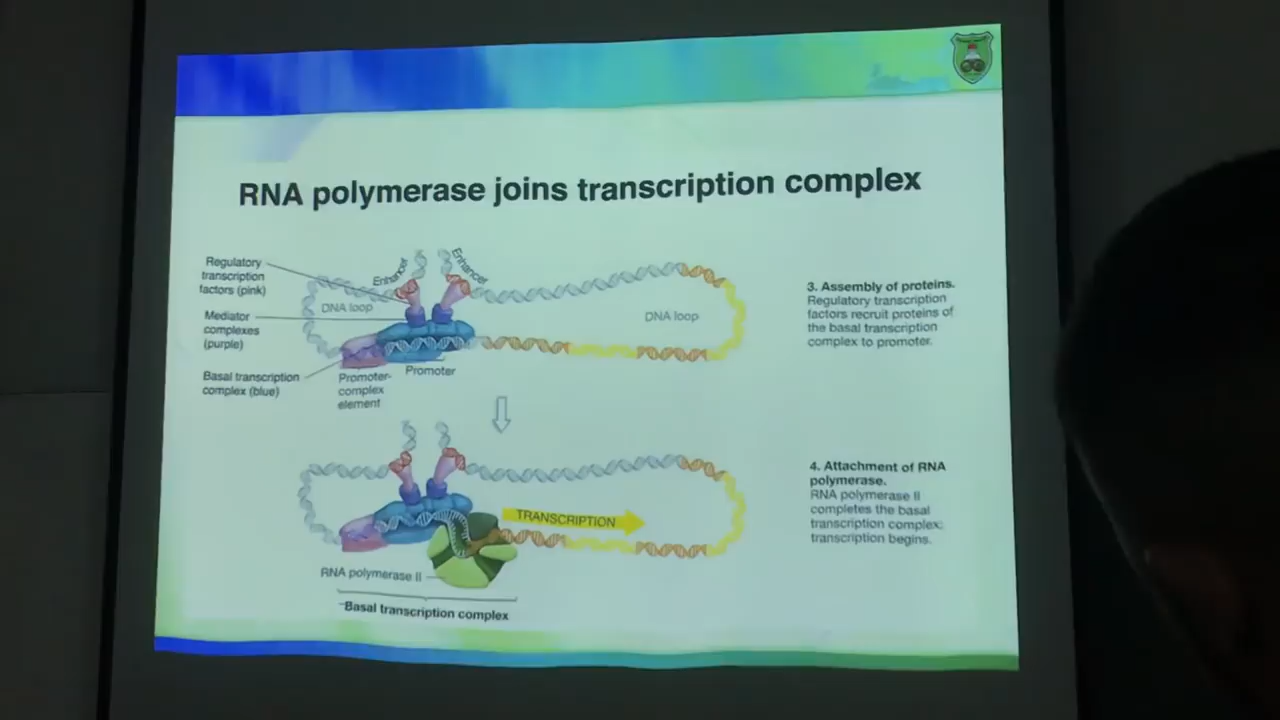 RNA polymerase joins transcription complex
Regulatory
transcription
factors (pink)
Enhancer
Enhancer
DNA loop
DNA loop
Mediator
complexes
(purple)
Basal transcription
complex (blue)
Promoter-
complex
element
Promoter
3. Assembly of proteins.
Regulatory transcription
factors recruit proteins of
the basal transcription
complex to promoter.
TRANSCRIPTION
RNA polymerase II
Basal transcription complex
4. Attachment of RNA
polymerase.
RNA polymerase II
completes the basal
transcription complex;
transcription begins.